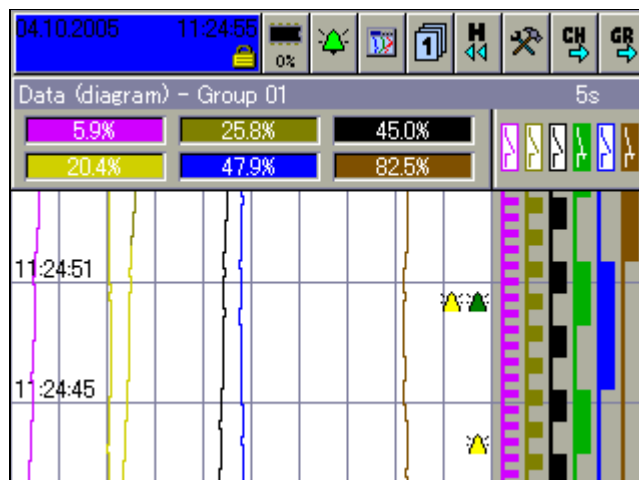 04.10.2005 11:24:55
0%
1
H
CH
GR
Data (diagram) - Group 01 5s
5.9% 25.8% 45.0%
20.4% 47.9% 82.5%
11:24:51
11:24:45